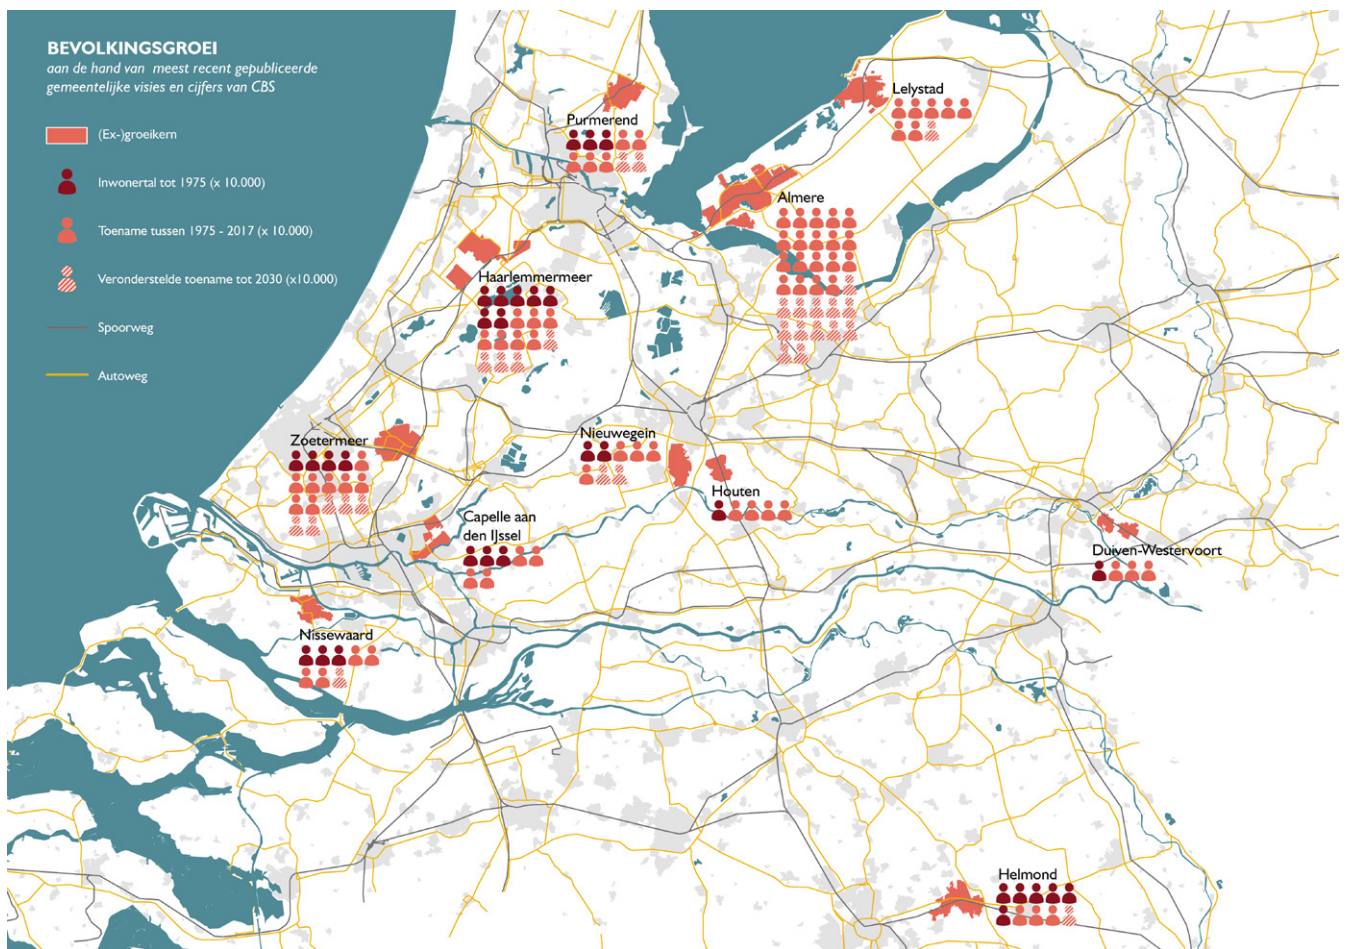 BEVOLKINGSGROEI
aan de hand van meest recent gepubliceerde
gemeentelijke visies en cijfers van CBS
(Ex-)groeikern
Inwonertal tot 1975 (x 10.000)
Toename tussen 1975 - 2017 (x 10.000)
Veronderstelde toename tot 2030 (x10.000)
Spoorweg
Autoweg
Purmerend
Lelystad
Almere
Haarlemmermeer
Zoetermeer
Nieuwegein
Houten
Capelle aan
den IJssel
Duiven-Westervoort
Nissewaard
Helmond